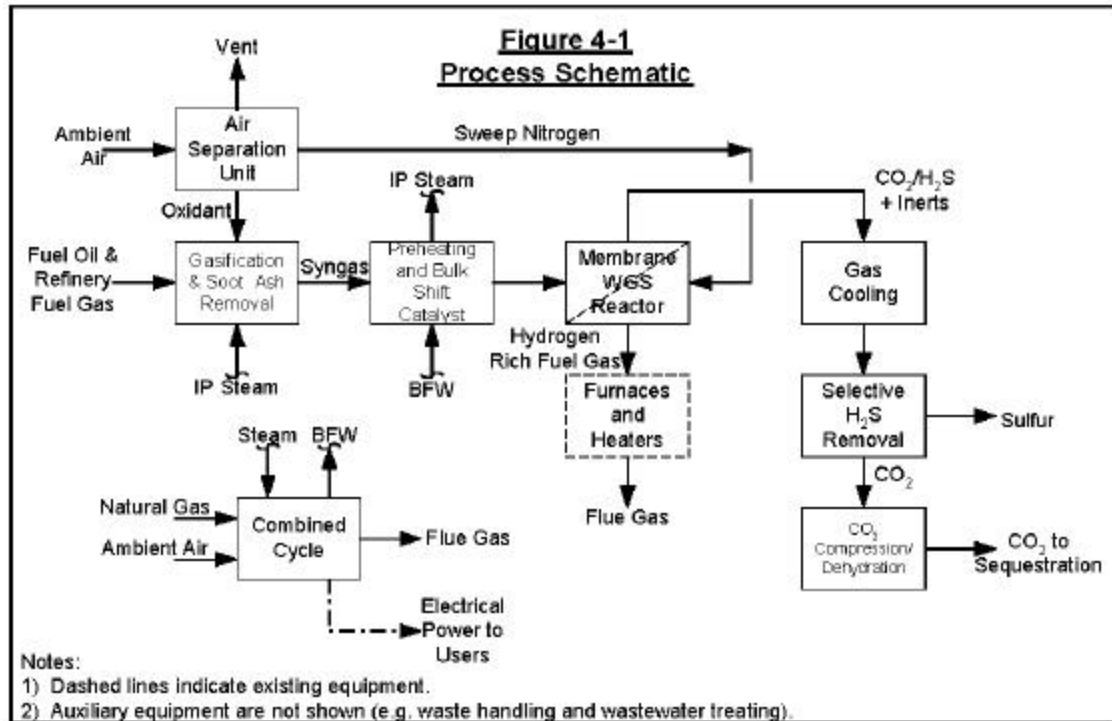 Figure 4-1
Process Schematic
Vent
Ambient
Air
Air
Separation
Unit
Sweep Nitrogen
Oxidant
IP Steam
CO₂/H₂S
+ Inerts
Fuel Oil &
Refinery
Fuel Gas
Gasification
& Soot Ash
Removal
Syngas
Preheating
and Bulk
Shift
Catalyst
Membrane
WGS
Reactor
Gas
Cooling
Hydrogen
Rich Fuel Gas
IP Steam
BFW
Furnaces
and
Heaters
Selective
H₂S
Removal
Sulfur
Steam
BFW
CO₂
Natural Gas
Ambient Air
Combined
Cycle
Flue Gas
Flue Gas
CO₂
Compression/
Dehydration
CO₂ to
Sequestration
Electrical
Power to
Users
Notes:
1) Dashed lines indicate existing equipment.
2) Auxiliary equipment are not shown (e.g. waste handling and wastewater treating).